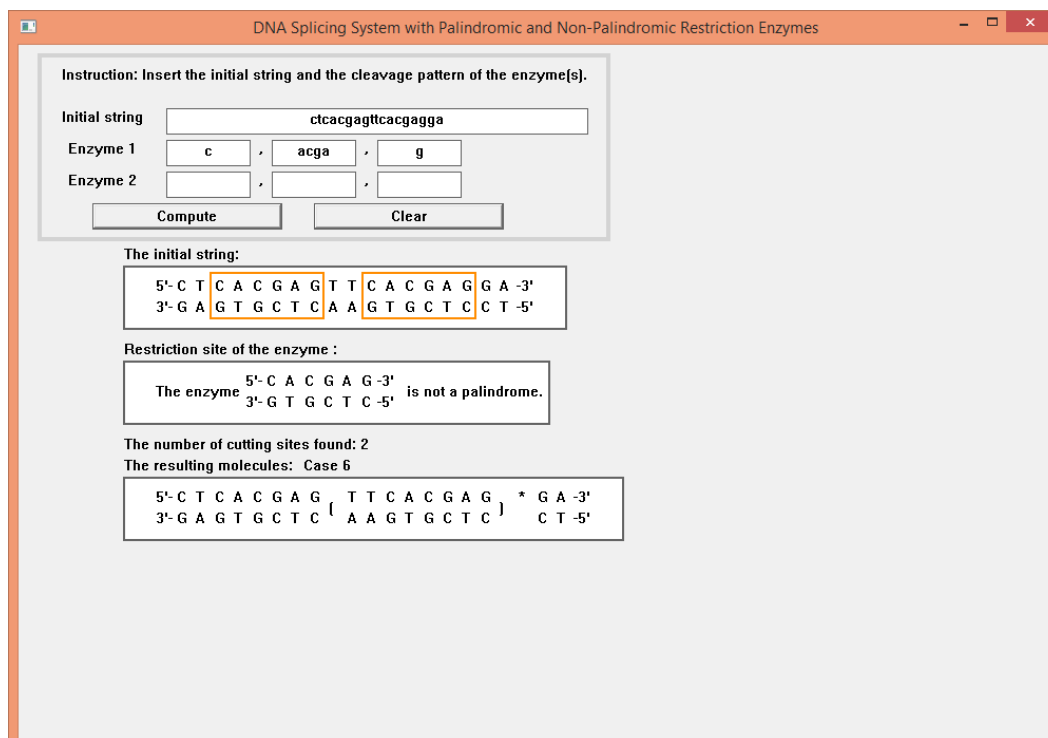 DNA Splicing System with Palindromic and Non-Palindromic Restriction Enzymes
Instruction: Insert the initial string and the cleavage pattern of the enzyme(s).
Initial string ctcacgagttcacgagga
Enzyme 1 c , acga , g
Enzyme 2 , ,
Compute Clear
The initial string:
5'- C T C A C G A G T T C A C G A G G A -3'
3'- G A G T G C T C A A G T G C T C C T -5'
Restriction site of the enzyme :
5'- C A C G A G -3'
The enzyme is not a palindrome.
3'- G T G C T C -5'
The number of cutting sites found: 2
The resulting molecules: Case 6
5'- C T C A C G A G ( T T C A C G A G ) * G A -3'
3'- G A G T G C T C A A G T G C T C C T -5'